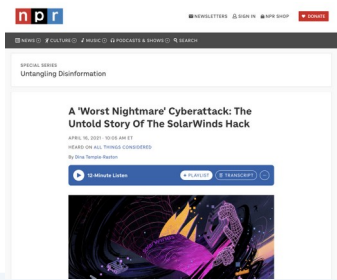 npr
NEWSLETTERS SIGN IN NPR SHOP DONATE
NEWS CULTURE MUSIC PODCASTS & SHOWS SEARCH
SPECIAL SERIES
Untangling Disinformation
A 'Worst Nightmare' Cyberattack: The
Untold Story Of The SolarWinds Hack
APRIL 16, 2021 · 10:05 AM ET
HEARD ON ALL THINGS CONSIDERED
By Dina Temple-Raston
12-Minute Listen + PLAYLIST TRANSCRIPT